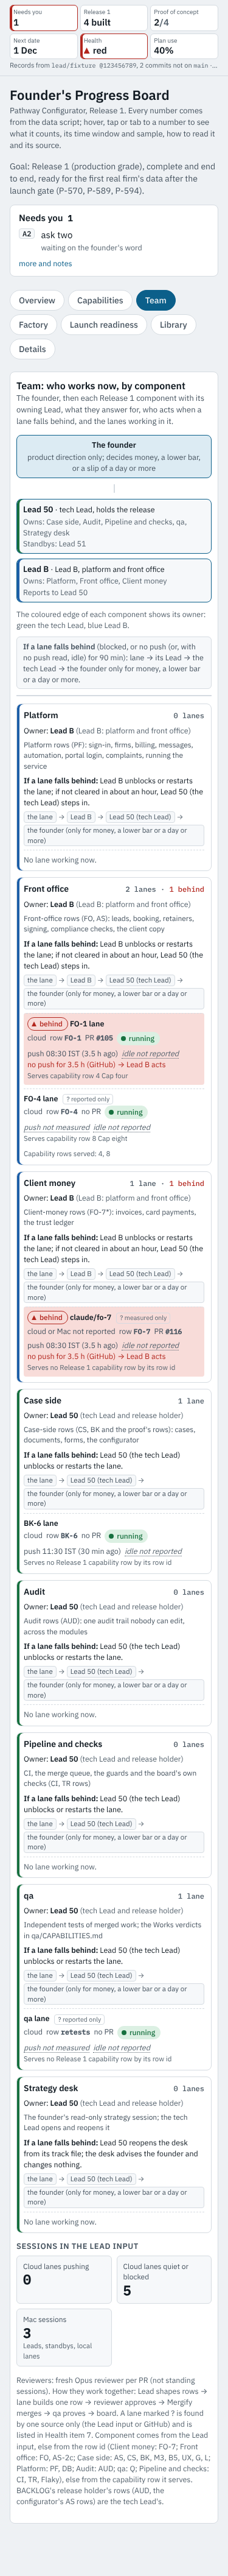 Needs you
1
Release 1
4 built
Proof of concept
2/4
Next date
1 Dec
Health
▲ red
Plan use
40%
Records from lead/fixture @123456789, 2 commits not on main ·…
Founder's Progress Board
Pathway Configurator, Release 1. Every number comes
from the data script; hover, tap or tab to a number to see
what it counts, its time window and sample, how to read it
and its source.
Goal: Release 1 (production grade), complete and end
to end, ready for the first real firm's data after the
launch gate (P-570, P-589, P-594).
Needs you 1
A2 ask two
waiting on the founder's word
more and notes
Overview
Capabilities
Team
Factory
Launch readiness
Library
Details
Team: who works now, by component
The founder, then each Release 1 component with its
owning Lead, what they answer for, who acts when a
lane falls behind, and the lanes working in it.
The founder
product direction only; decides money, a lower bar,
or a slip of a day or more
Lead 50 · tech Lead, holds the release
Owns: Case side, Audit, Pipeline and checks, qa,
Strategy desk
Standbys: Lead 51
Lead B · Lead B, platform and front office
Owns: Platform, Front office, Client money
Reports to Lead 50
The coloured edge of each component shows its owner:
green the tech Lead, blue Lead B.
If a lane falls behind (blocked, or no push (or, with
no push read, idle) for 90 min): lane → its Lead → the
tech Lead → the founder only for money, a lower bar
or a day or more.
Platform 0 lanes
Owner: Lead B (Lead B: platform and front office)
Platform rows (PF): sign-in, firms, billing, messages,
automation, portal login, complaints, running the
service
If a lane falls behind: Lead B unblocks or restarts
the lane; if not cleared in about an hour, Lead 50 (the
tech Lead) steps in.
the lane → Lead B → Lead 50 (tech Lead) →
the founder (only for money, a lower bar or a day or
more)
No lane working now.
Front office 2 lanes · 1 behind
Owner: Lead B (Lead B: platform and front office)
Front-office rows (FO, AS): leads, booking, retainers,
signing, compliance checks, the client copy
If a lane falls behind: Lead B unblocks or restarts
the lane; if not cleared in about an hour, Lead 50 (the
tech Lead) steps in.
the lane → Lead B → Lead 50 (tech Lead) →
the founder (only for money, a lower bar or a day or
more)
▲ behind FO-1 lane
cloud row FO-1 PR #105 ● running
push 08:30 IST (3.5 h ago) idle not reported
no push for 3.5 h (GitHub) → Lead B acts
Serves capability row 4 Cap four
FO-4 lane ? reported only
cloud row FO-4 no PR ● running
push not measured idle not reported
Serves capability row 8 Cap eight
Capability rows served: 4, 8
Client money 1 lane · 1 behind
Owner: Lead B (Lead B: platform and front office)
Client-money rows (FO-7*): invoices, card payments,
the trust ledger
If a lane falls behind: Lead B unblocks or restarts
the lane; if not cleared in about an hour, Lead 50 (the
tech Lead) steps in.
the lane → Lead B → Lead 50 (tech Lead) →
the founder (only for money, a lower bar or a day or
more)
▲ behind claude/fo-7 ? measured only
cloud or Mac not reported row FO-7 PR #116
push 08:30 IST (3.5 h ago) idle not reported
no push for 3.5 h (GitHub) → Lead B acts
Serves no Release 1 capability row by its row id
Case side 1 lane
Owner: Lead 50 (tech Lead and release holder)
Case-side rows (CS, BK and the proof's rows): cases,
documents, forms, the configurator
If a lane falls behind: Lead 50 (the tech Lead)
unblocks or restarts the lane.
the lane → Lead 50 (tech Lead) →
the founder (only for money, a lower bar or a day or
more)
BK-6 lane
cloud row BK-6 no PR ● running
push 11:30 IST (30 min ago) idle not reported
Serves no Release 1 capability row by its row id
Audit 0 lanes
Owner: Lead 50 (tech Lead and release holder)
Audit rows (AUD): one audit trail nobody can edit,
across the modules
If a lane falls behind: Lead 50 (the tech Lead)
unblocks or restarts the lane.
the lane → Lead 50 (tech Lead) →
the founder (only for money, a lower bar or a day or
more)
No lane working now.
Pipeline and checks 0 lanes
Owner: Lead 50 (tech Lead and release holder)
CI, the merge queue, the guards and the board's own
checks (CI, TR rows)
If a lane falls behind: Lead 50 (the tech Lead)
unblocks or restarts the lane.
the lane → Lead 50 (tech Lead) →
the founder (only for money, a lower bar or a day or
more)
No lane working now.
qa 1 lane
Owner: Lead 50 (tech Lead and release holder)
Independent tests of merged work; the Works verdicts
in qa/CAPABILITIES.md
If a lane falls behind: Lead 50 (the tech Lead)
unblocks or restarts the lane.
the lane → Lead 50 (tech Lead) →
the founder (only for money, a lower bar or a day or
more)
qa lane ? reported only
cloud row retests no PR ● running
push not measured idle not reported
Serves no Release 1 capability row by its row id
Strategy desk 0 lanes
Owner: Lead 50 (tech Lead and release holder)
The founder's read-only strategy session; the tech
Lead opens and reopens it
If a lane falls behind: Lead 50 reopens the desk
from its track file; the desk advises the founder and
changes nothing.
the lane → Lead 50 (tech Lead) →
the founder (only for money, a lower bar or a day or
more)
No lane working now.
SESSIONS IN THE LEAD INPUT
Cloud lanes pushing
0
Cloud lanes quiet or
blocked
5
Mac sessions
3
Leads, standbys, local
lanes
Reviewers: fresh Opus reviewer per PR (not standing
sessions). How they work together: Lead shapes rows →
lane builds one row → reviewer approves → Mergify
merges → qa proves → board. A lane marked ? is found
by one source only (the Lead input or GitHub) and is
listed in Health item 7. Component comes from the Lead
input, else from the row id (Client money: FO-7; Front
office: FO, AS-2c; Case side: AS, CS, BK, M3, B5, UX, G, L;
Platform: PF, DB; Audit: AUD; qa: Q; Pipeline and checks:
CI, TR, Flaky), else from the capability row it serves.
BACKLOG's release holder's rows (AUD, the
configurator's AS rows) are the tech Lead's.